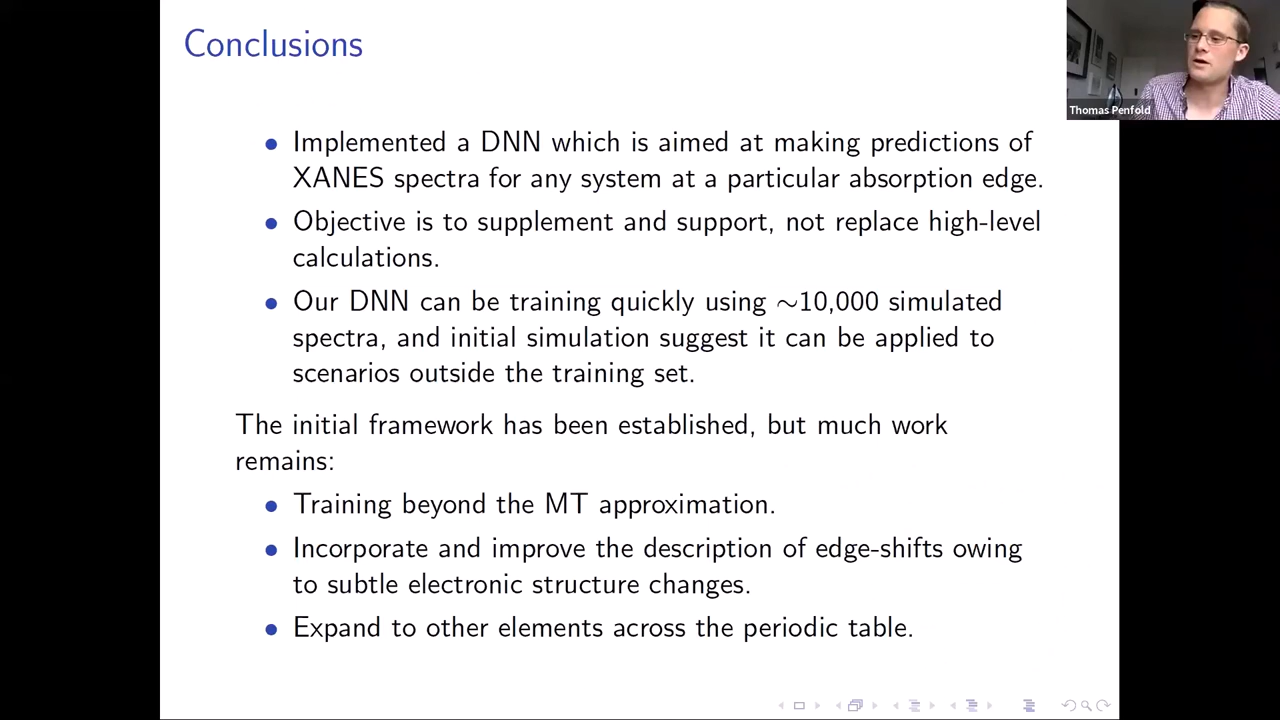 Conclusions
Thomas Penfold
• Implemented a DNN which is aimed at making predictions of
XANES spectra for any system at a particular absorption edge.
• Objective is to supplement and support, not replace high-level
calculations.
• Our DNN can be training quickly using ~10,000 simulated
spectra, and initial simulation suggest it can be applied to
scenarios outside the training set.
The initial framework has been established, but much work
remains:
• Training beyond the MT approximation.
• Incorporate and improve the description of edge-shifts owing
to subtle electronic structure changes.
• Expand to other elements across the periodic table.